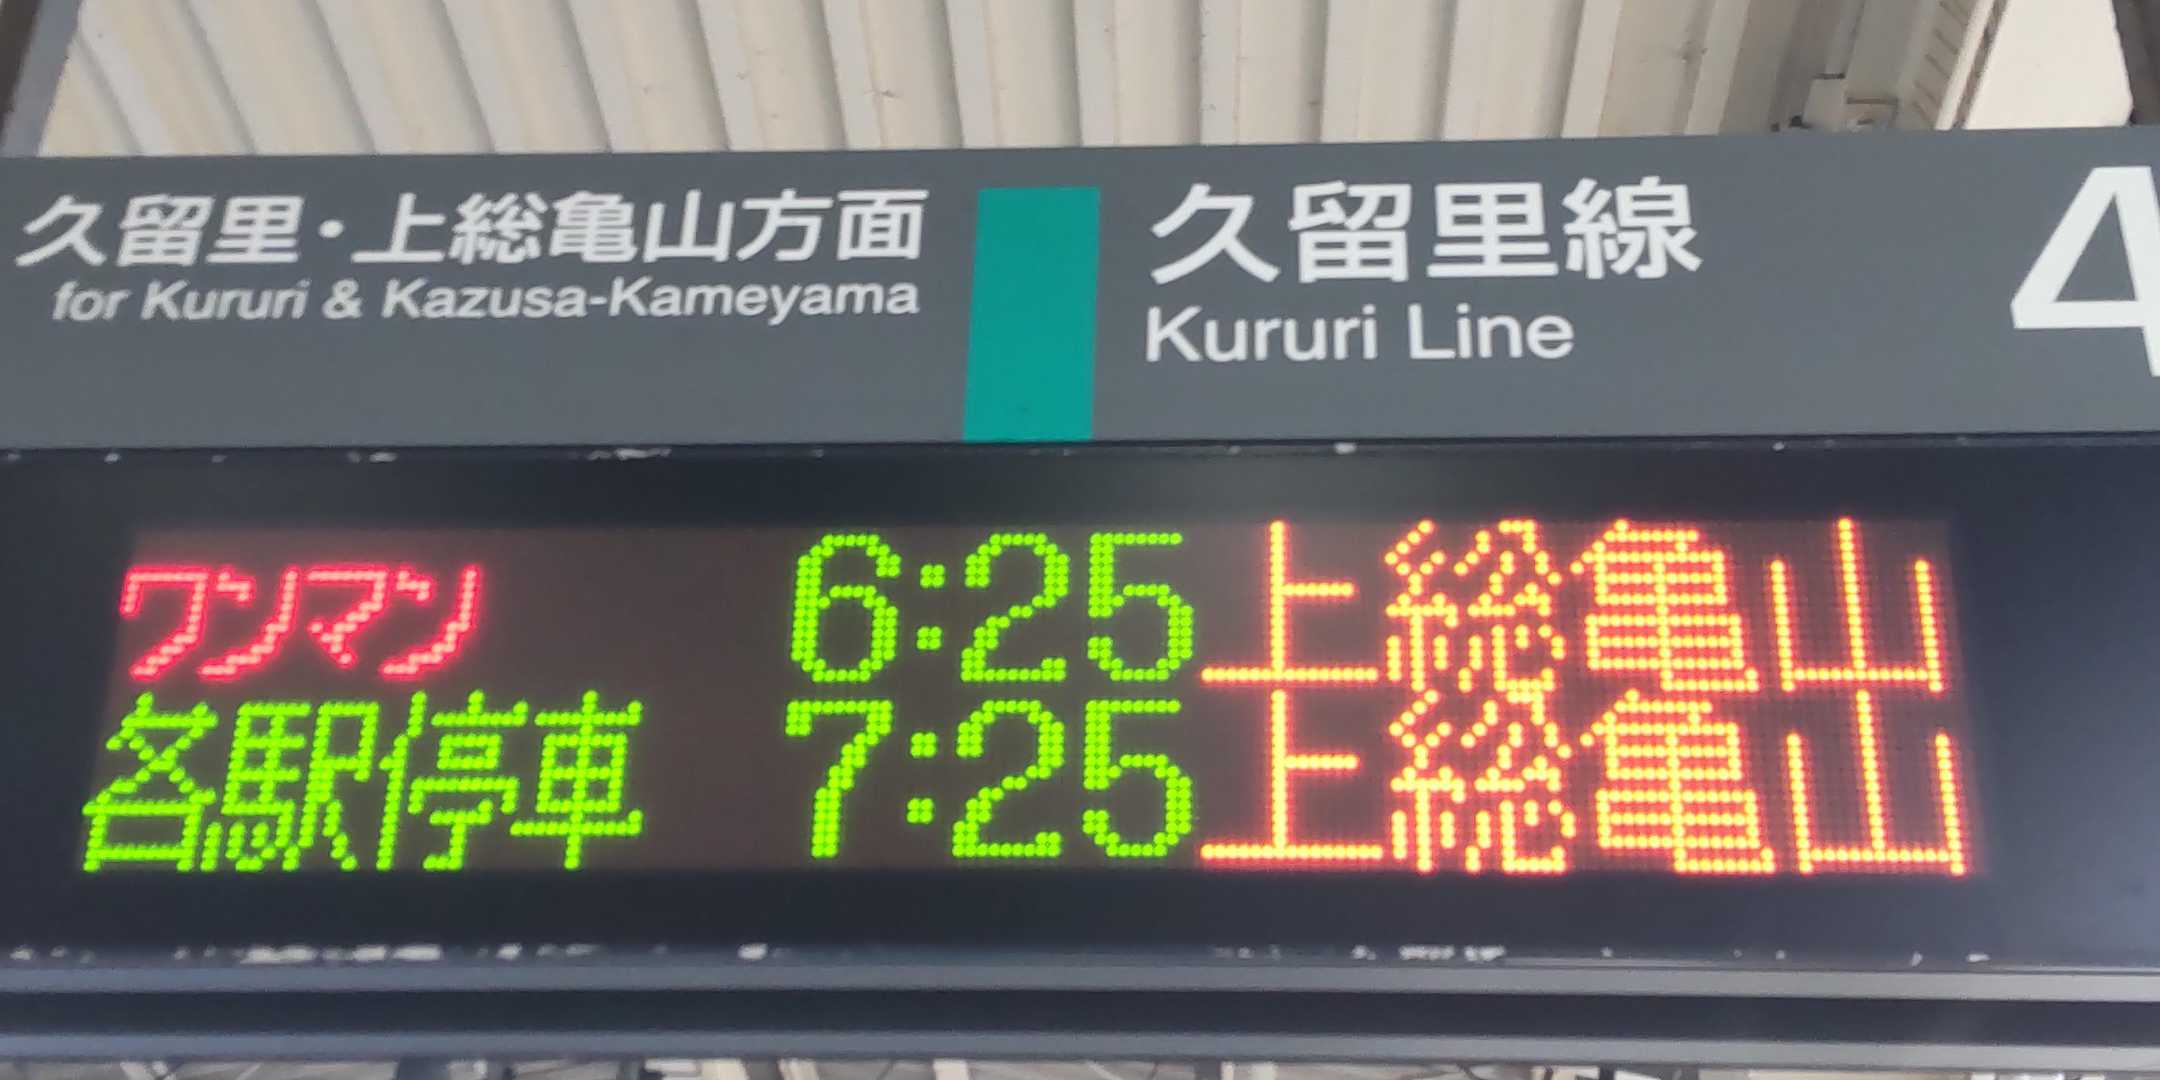 久留里・上総亀山方面
for Kururi & Kazusa-Kameyama
久留里線
Kururi Line
4
ワンマン 6:25 上総亀山
各駅停車 7:25 上総亀山